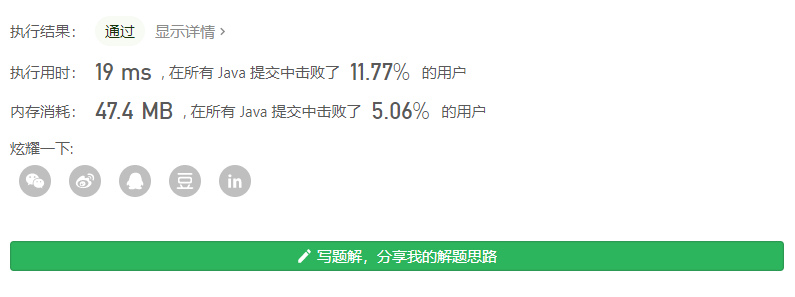 执行结果： 通过 显示详情 >
执行用时： 19 ms , 在所有 Java 提交中击败了 11.77% 的用户
内存消耗： 47.4 MB , 在所有 Java 提交中击败了 5.06% 的用户
炫耀一下:
豆 in
写题解，分享我的解题思路